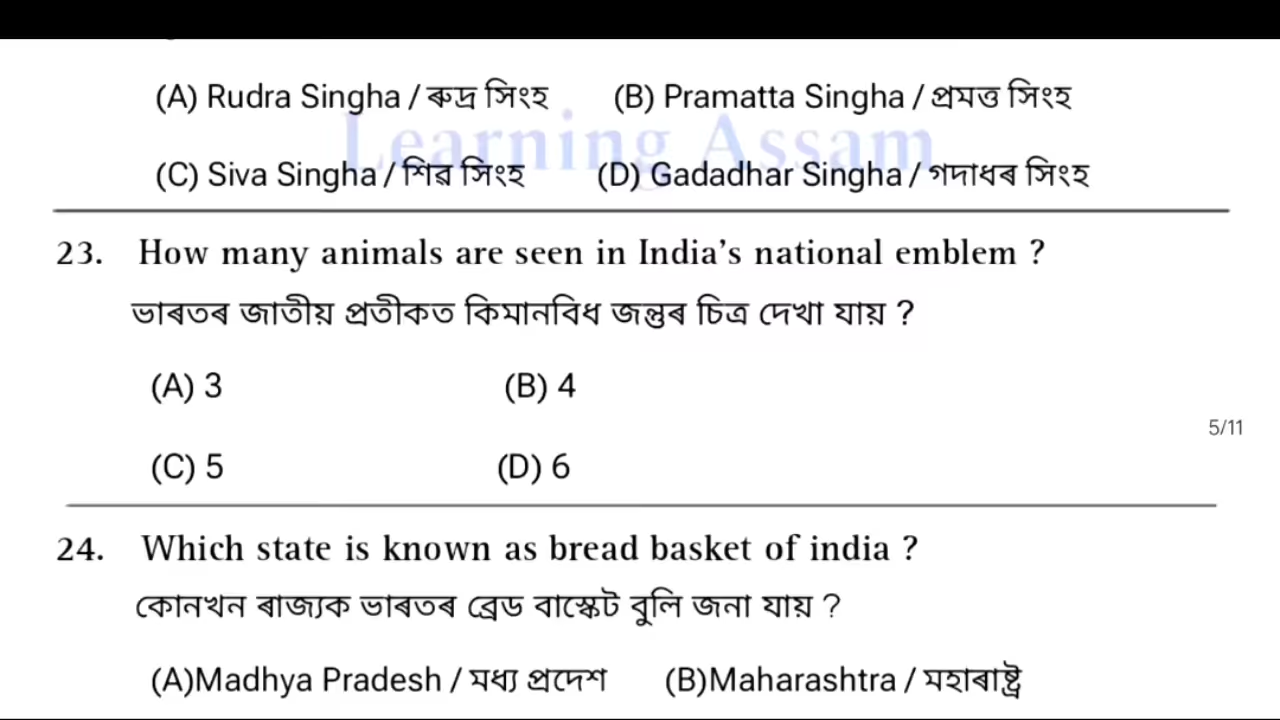 (A) Rudra Singha / ৰুদ্ৰ সিংহ (B) Pramatta Singha / প্ৰমত্ত সিংহ
Learning Assam
(C) Siva Singha / শিৱ সিংহ (D) Gadadhar Singha / গদাধৰ সিংহ
23. How many animals are seen in India's national emblem ?
ভাৰতৰ জাতীয় প্ৰতীকত কিমানবিধ জন্তুৰ চিত্ৰ দেখা যায় ?
(A) 3 (B) 4
5/11
(C) 5 (D) 6
24. Which state is known as bread basket of india ?
কোনখন ৰাজ্যক ভাৰতৰ ব্ৰেড বাস্কেট বুলি জনা যায় ?
(A)Madhya Pradesh / মধ্য প্ৰদেশ (B)Maharashtra / মহাৰাষ্ট্ৰ